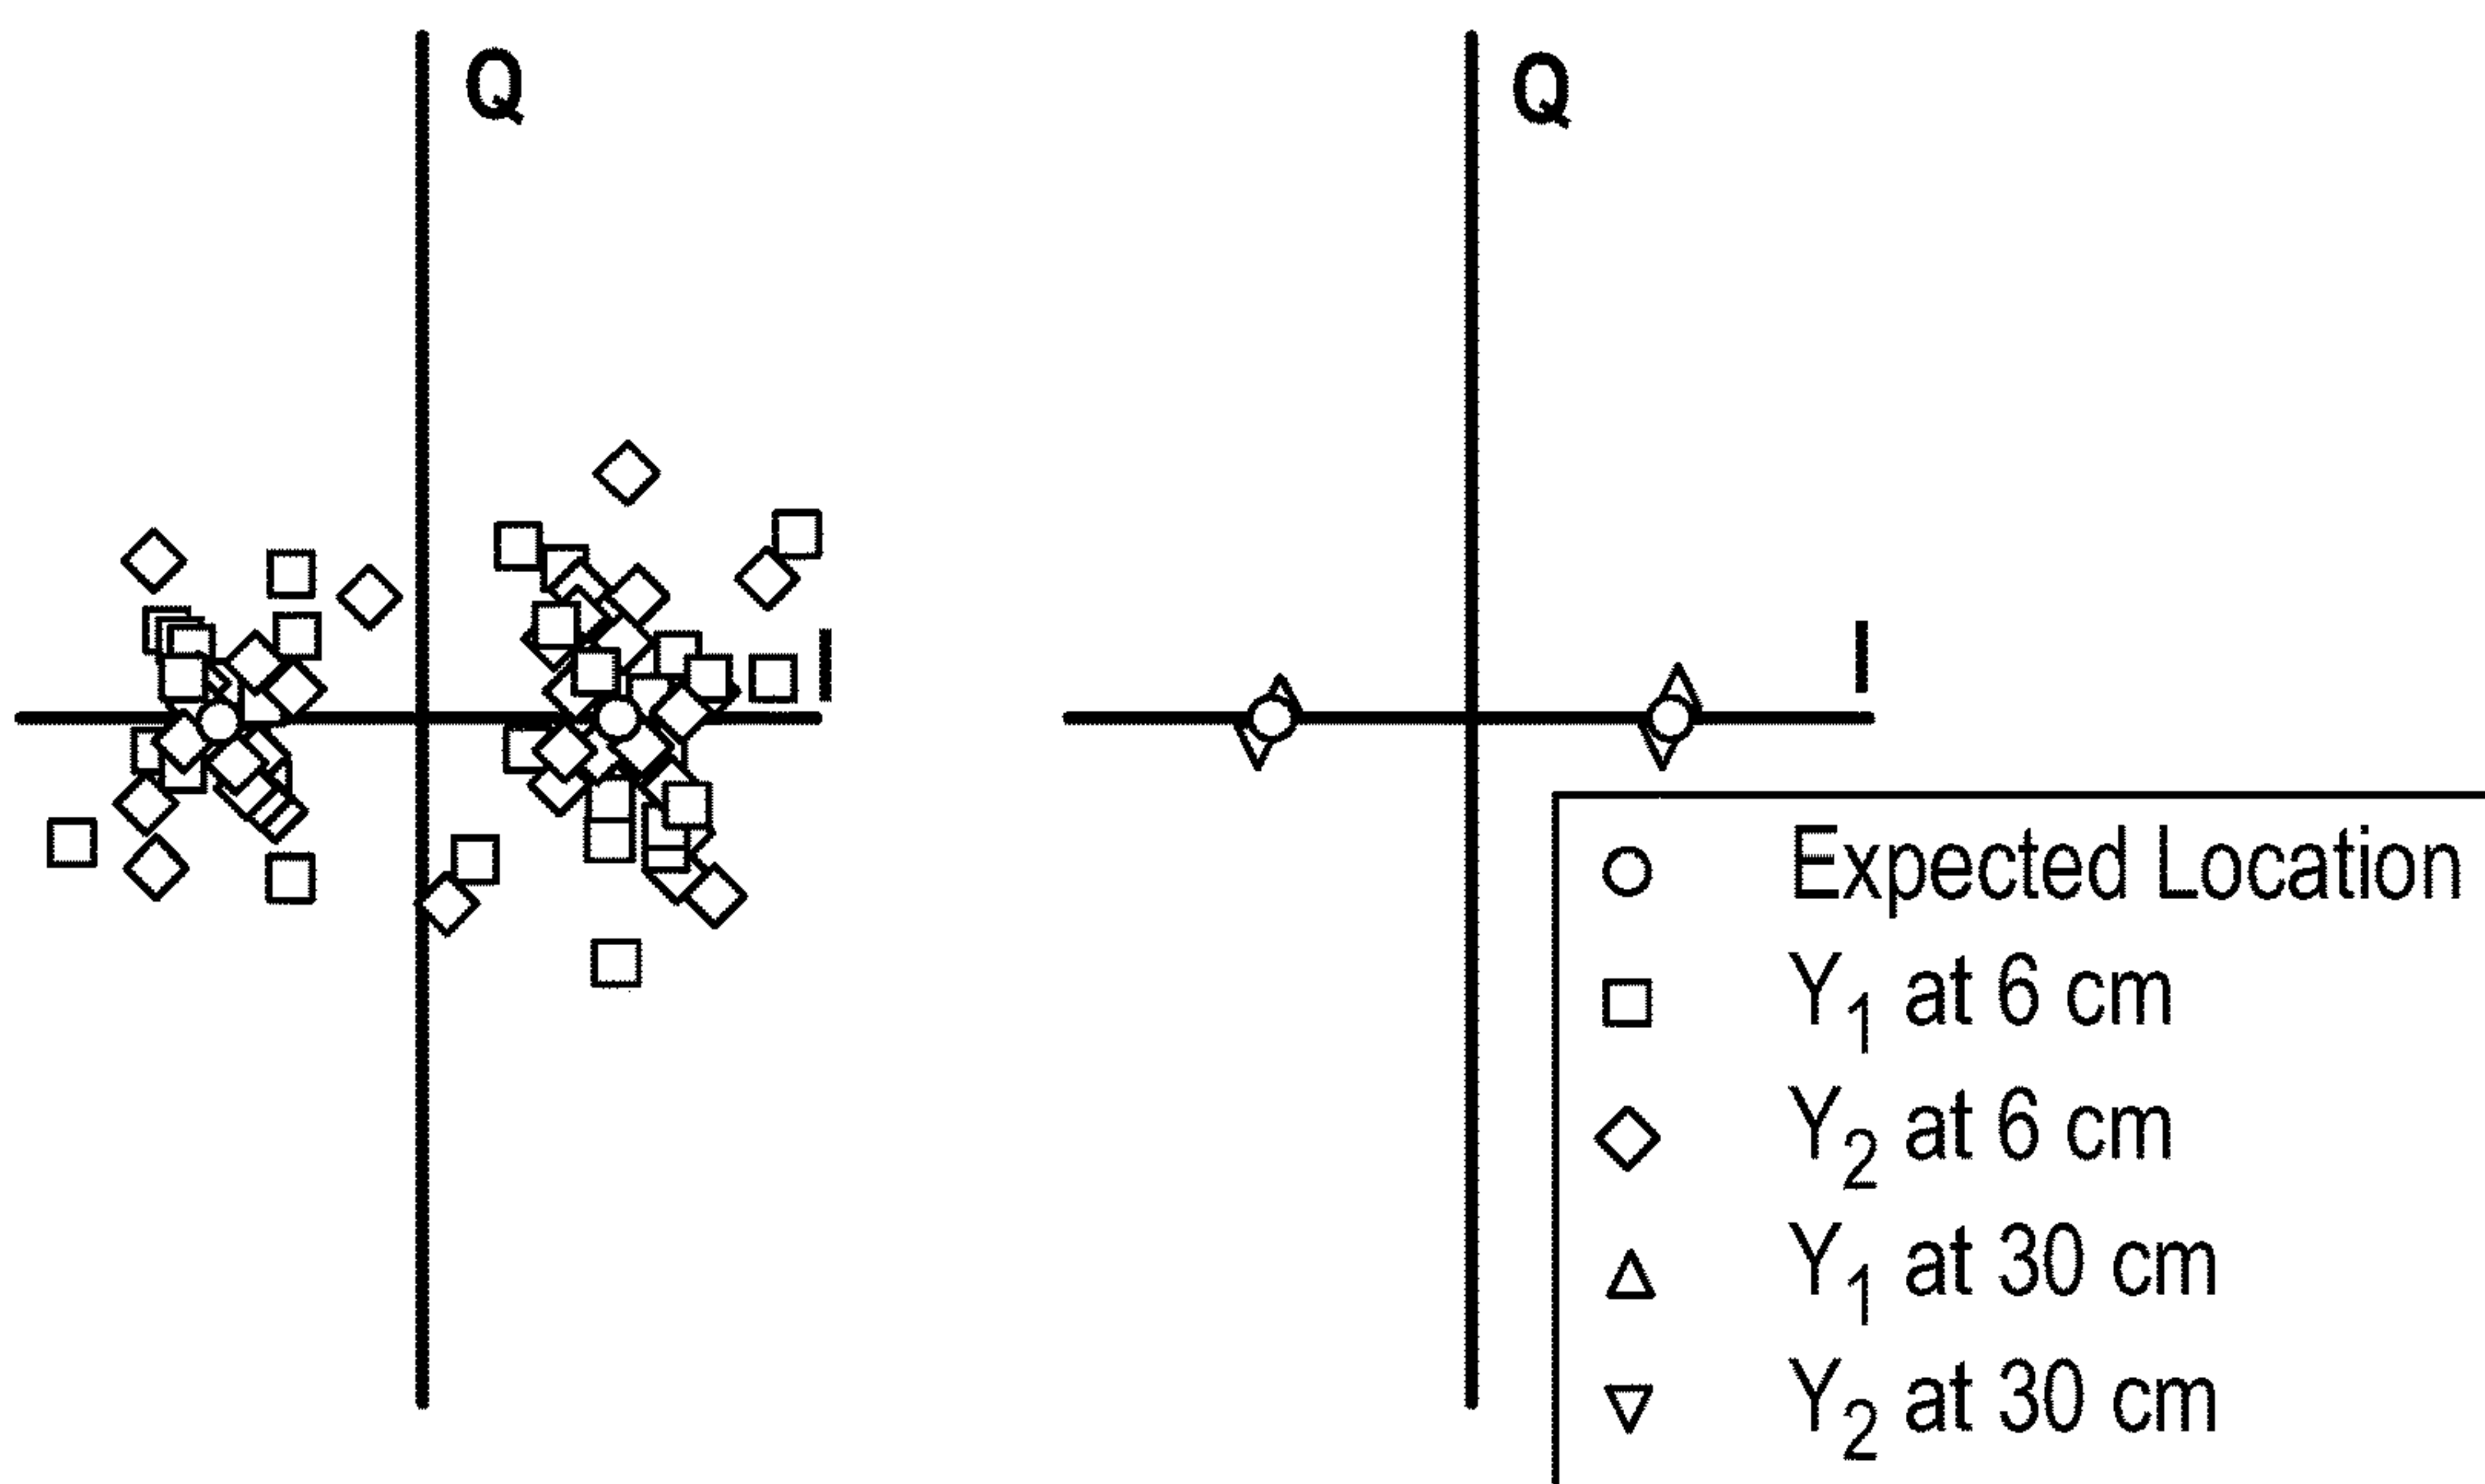 Q
Q
I
I
Expected Location
Y₁ at 6 cm
Y₂ at 6 cm
Y₁ at 30 cm
Y₂ at 30 cm